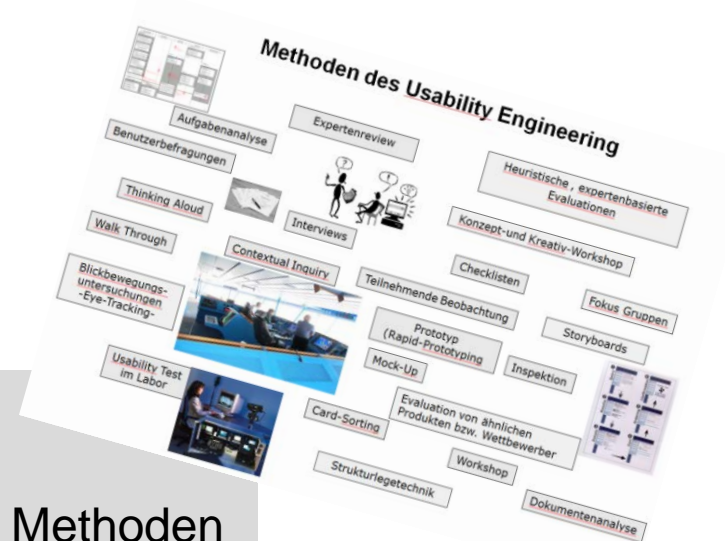 Methoden des Usability Engineering
Aufgabenanalyse
Expertenreview
Benutzerbefragungen
Heuristische , expertenbasierte
Evaluationen
Thinking Aloud
Interviews
Konzept-und Kreativ-Workshop
Walk Through
Contextual Inquiry
Checklisten
Blickbewegungs-
untersuchungen
-Eye-Tracking-
Teilnehmende Beobachtung
Fokus Gruppen
Prototyp
(Rapid-Prototyping
Storyboards
Usability Test
im Labor
Mock-Up
Inspektion
Card-Sorting
Evaluation von ähnlichen
Produkten bzw. Wettbewerber
Strukturlegetechnik
Workshop
Dokumentenanalyse
Methoden